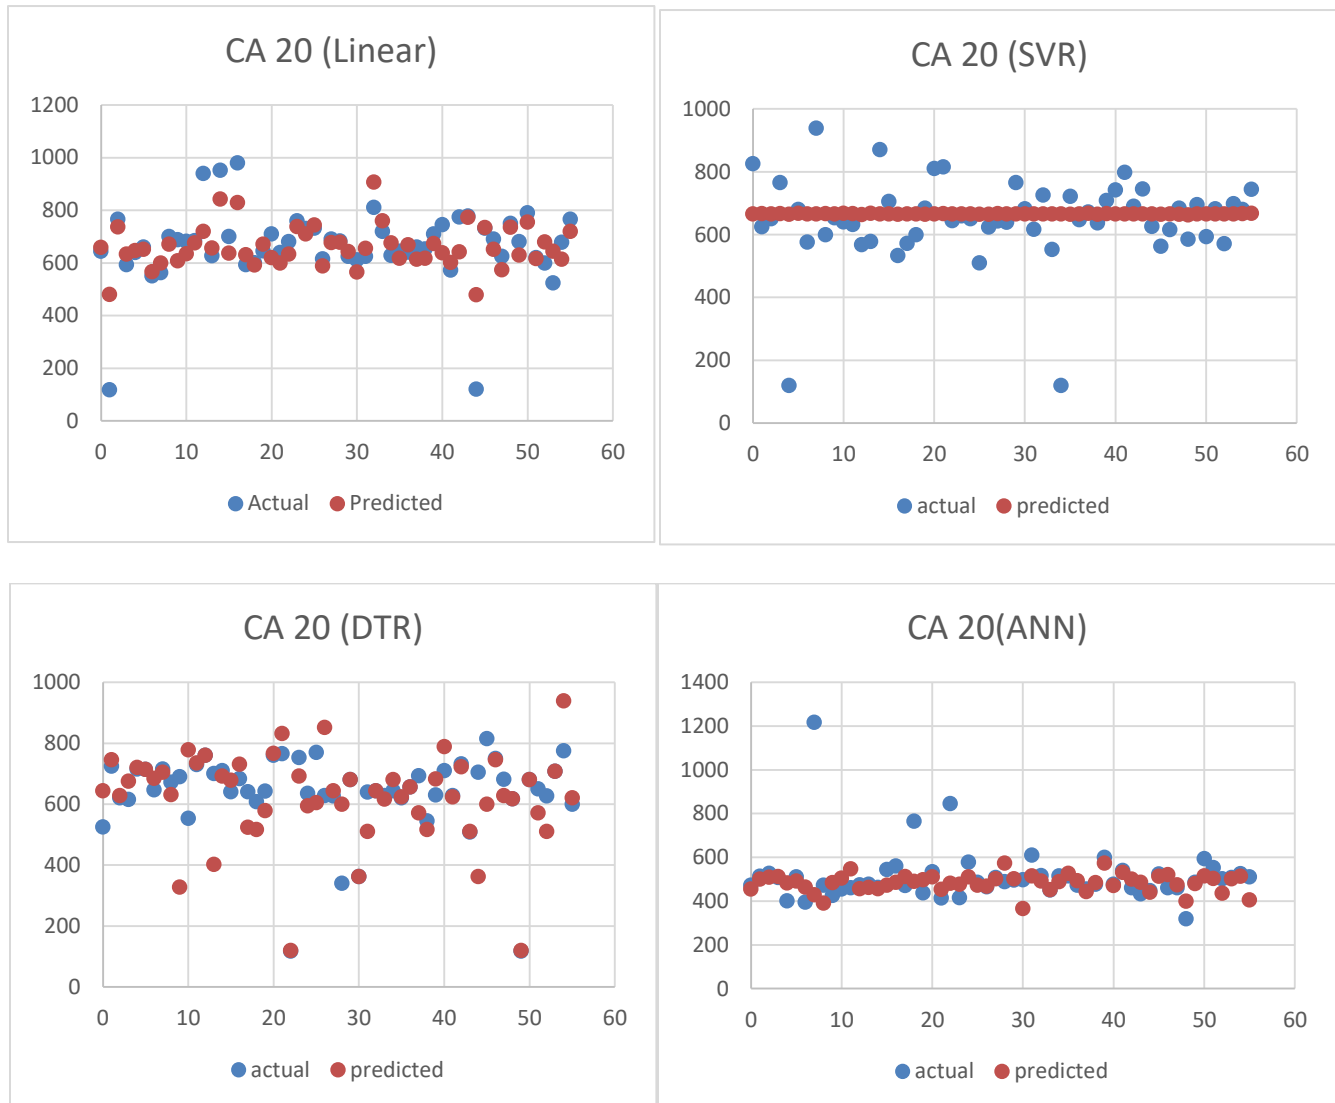 CA 20 (Linear)
1200
1000
800
600
400
200
0
0 10 20 30 40 50 60
Actual Predicted
CA 20 (SVR)
1000
800
600
400
200
0
0 10 20 30 40 50 60
actual predicted
CA 20 (DTR)
1000
800
600
400
200
0
0 10 20 30 40 50 60
actual predicted
CA 20(ANN)
1400
1200
1000
800
600
400
200
0
0 10 20 30 40 50 60
actual predicted